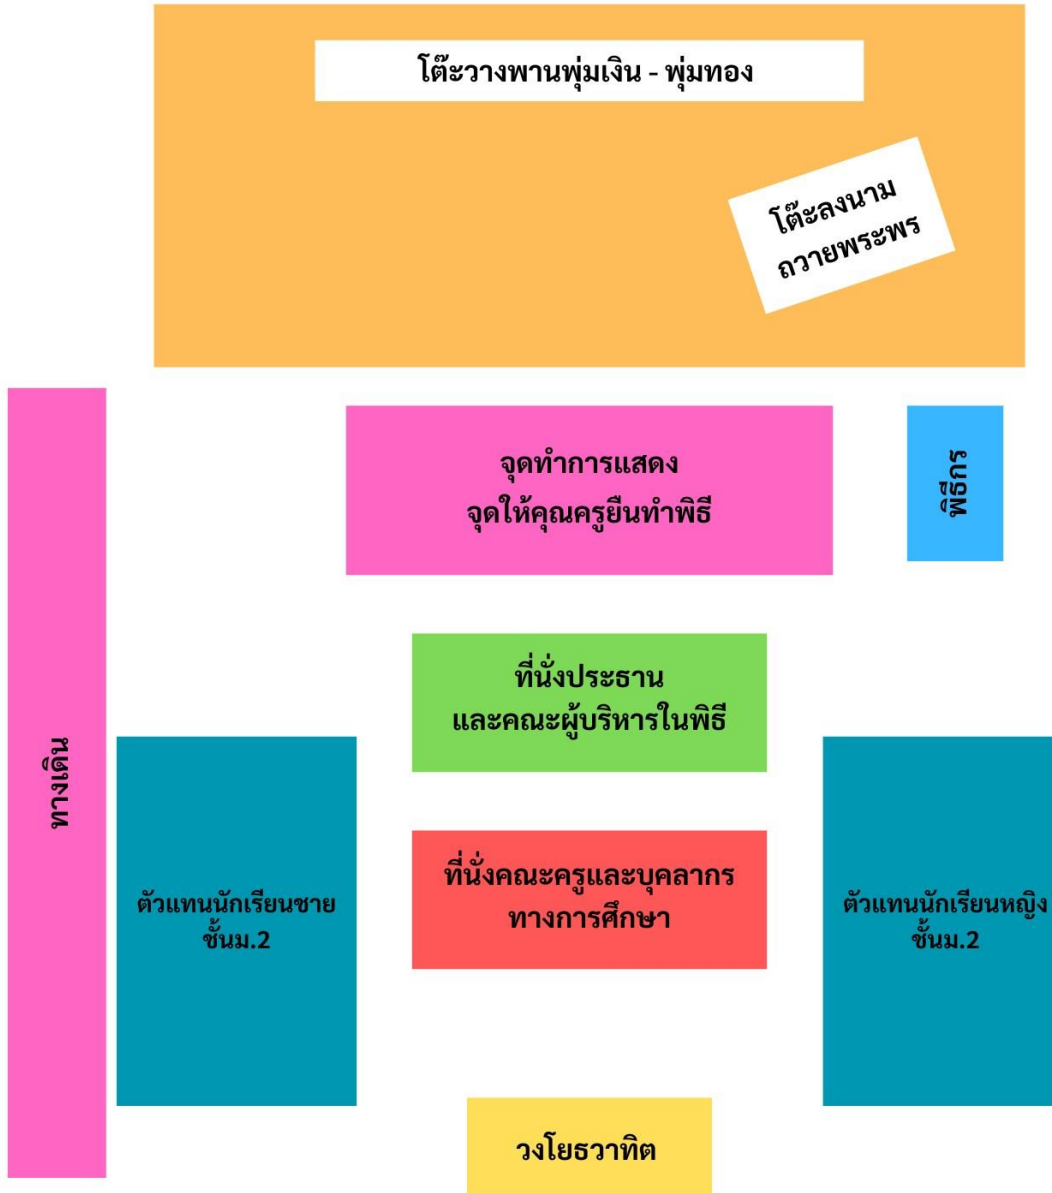 โต๊ะวางพานพุ่มเงิน - พุ่มทอง
โต๊ะลงนาม
ถวายพระพร
จุดทำการแสดง
จุดให้คุณครูยืนทำพิธี
พิธีกร
ที่นั่งประธาน
และคณะผู้บริหารในพิธี
ทางเดิน
ตัวแทนนักเรียนชาย
ชั้นม.2
ที่นั่งคณะครูและบุคลากร
ทางการศึกษา
ตัวแทนนักเรียนหญิง
ชั้นม.2
วงโยธวาทิต